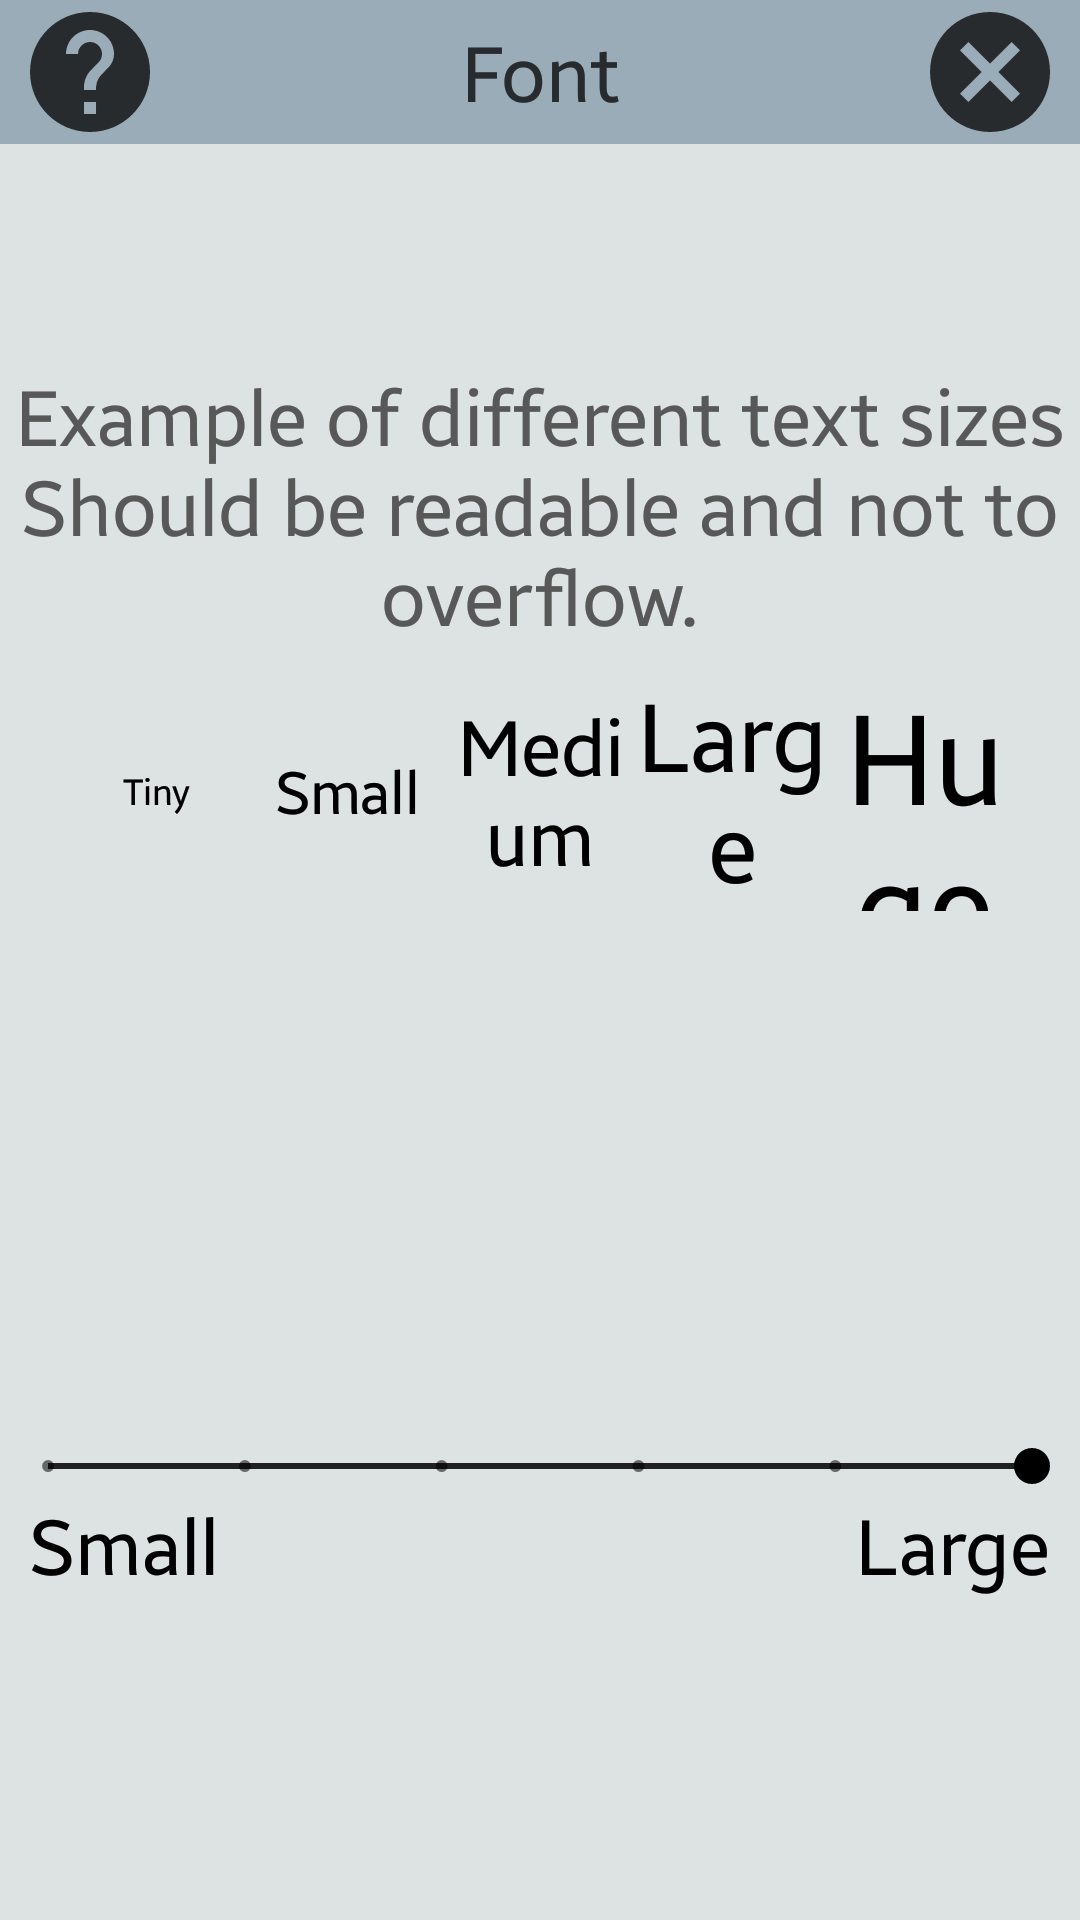 Font
Example of different text sizes
Should be readable and not to
overflow.
Tiny
Small
Medi
um
Larg
e
Hu
ge
Small
Large